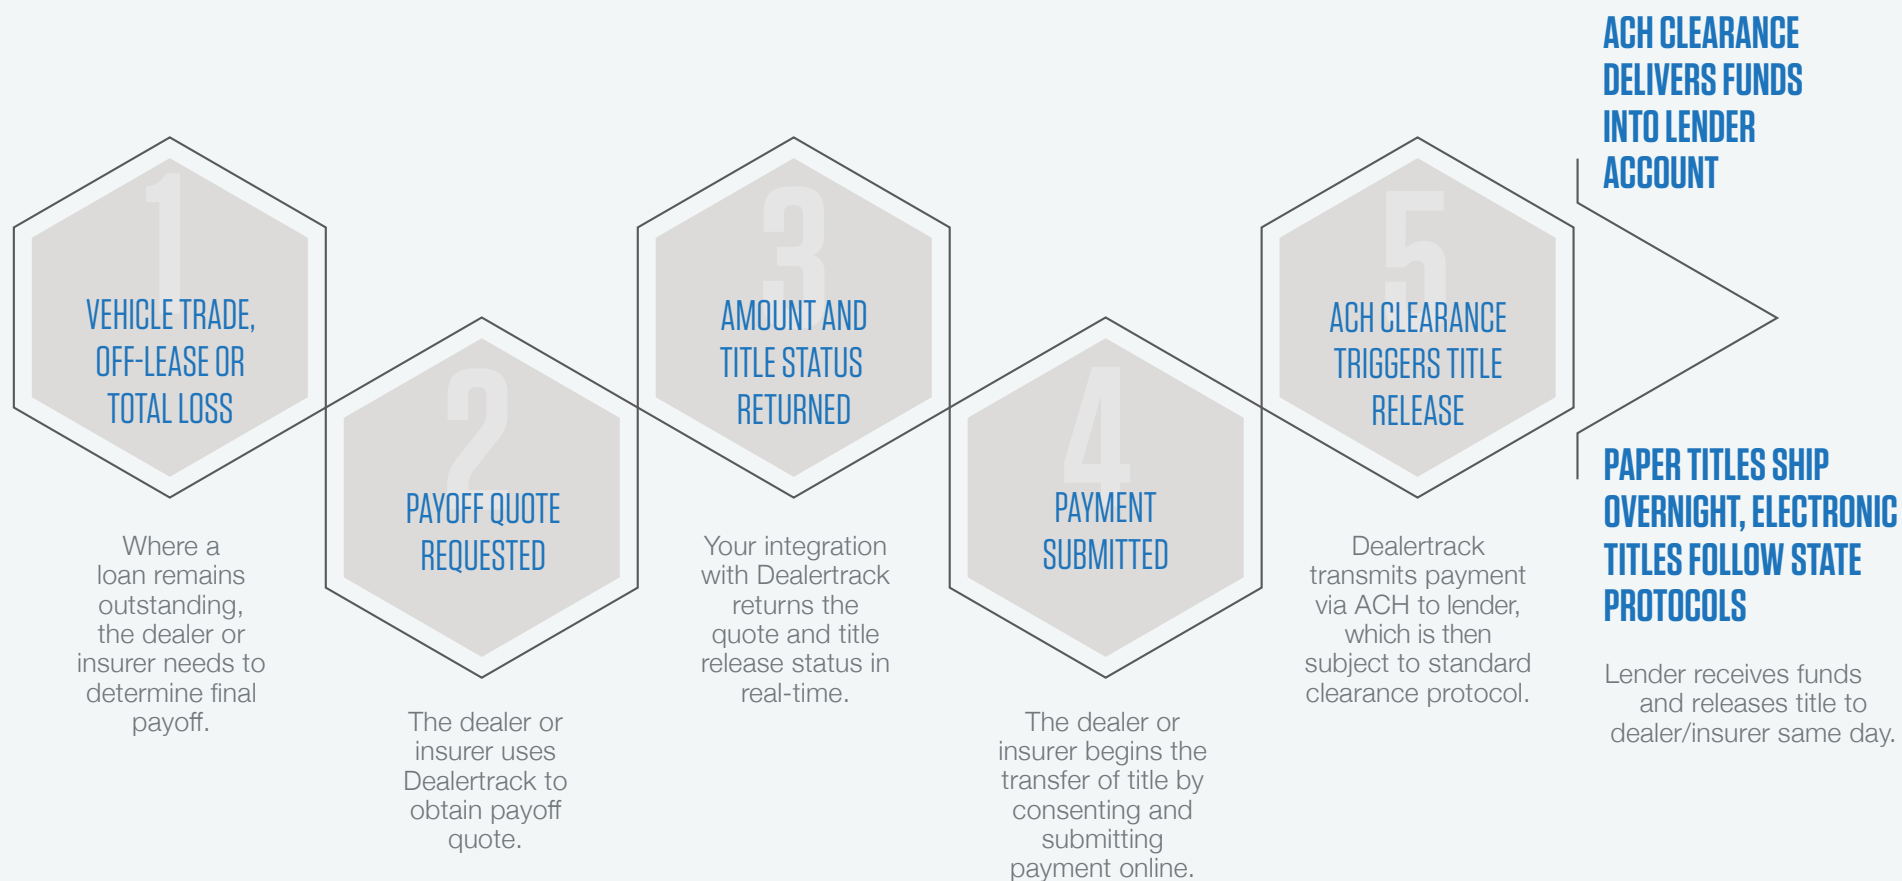 1
VEHICLE TRADE,
OFF-LEASE OR
TOTAL LOSS
Where a
loan remains
outstanding,
the dealer or
insurer needs to
determine final
payoff.
2
PAYOFF QUOTE
REQUESTED
The dealer or
insurer uses
Dealertrack to
obtain payoff
quote.
3
AMOUNT AND
TITLE STATUS
RETURNED
Your integration
with Dealertrack
returns the
quote and title
release status in
real-time.
4
PAYMENT
SUBMITTED
The dealer or
insurer begins the
transfer of title by
consenting and
submitting
payment online.
5
ACH CLEARANCE
TRIGGERS TITLE
RELEASE
Dealertrack
transmits payment
via ACH to lender,
which is then
subject to standard
clearance protocol.
ACH CLEARANCE
DELIVERS FUNDS
INTO LENDER
ACCOUNT
PAPER TITLES SHIP
OVERNIGHT, ELECTRONIC
TITLES FOLLOW STATE
PROTOCOLS
Lender receives funds
and releases title to
dealer/insurer same day.